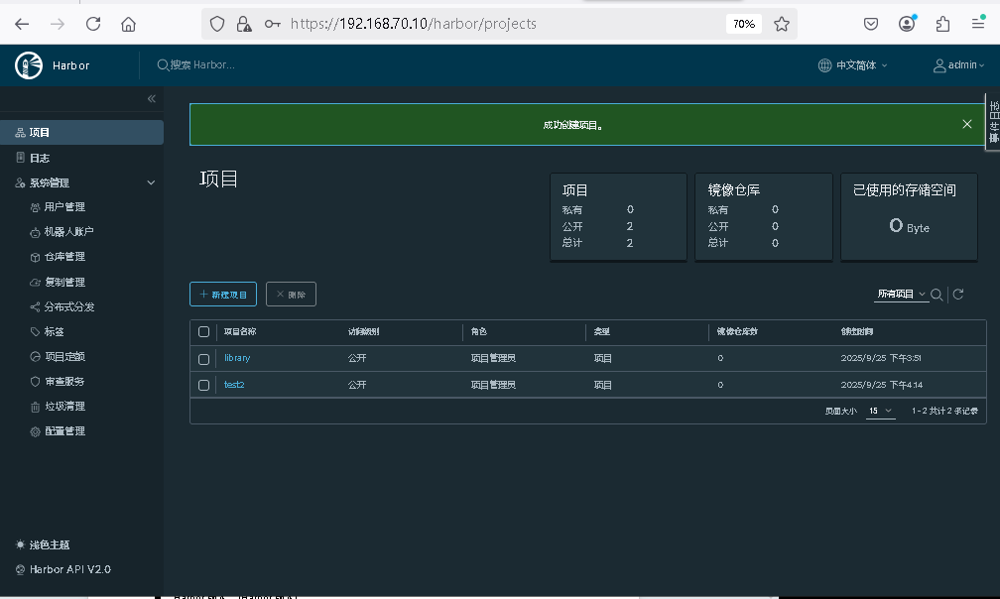 https://192.168.70.10/harbor/projects
70%
Harbor
搜索 Harbor...
中文简体
admin
项目
日志
系统管理
用户管理
机器人账户
仓库管理
复制管理
分布式分发
标签
项目定额
审查服务
垃圾清理
配置管理
浅色主题
Harbor API V2.0
成功创建项目。
项目
项目
私有 0
公开 2
总计 2
镜像仓库
私有 0
公开 0
总计 0
已使用的存储空间
0 Byte
+ 新建项目
× 删除
所有项目
项目名称 访问级别 角色 类型 镜像仓库数 创建时间
library 公开 项目管理员 项目 0 2025/9/25 下午3:51
test2 公开 项目管理员 项目 0 2025/9/25 下午4:14
页面大小 15 1 - 2 共计 2 条记录